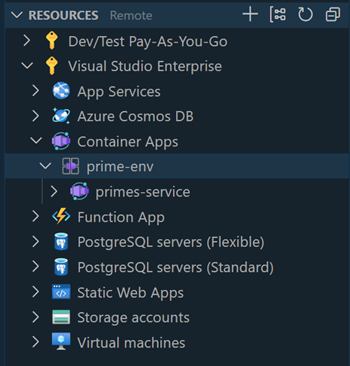 RESOURCES
Dev/Test Pay-As-You-Go
Visual Studio Enterprise
App Services
Azure Cosmos DB
Container Apps
prime-env
primes-service
Function App
PostgreSQL servers (Flexible)
PostgreSQL servers (Standard)
Static Web Apps
Storage accounts
Virtual machines